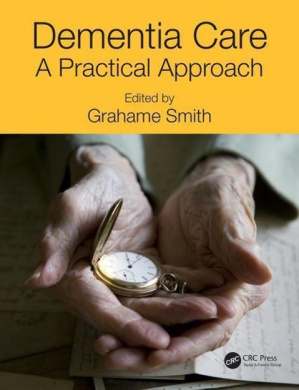 Dementia Care
A Practical Approach
Edited by
Grahame Smith
CRC Press
Taylor & Francis Group